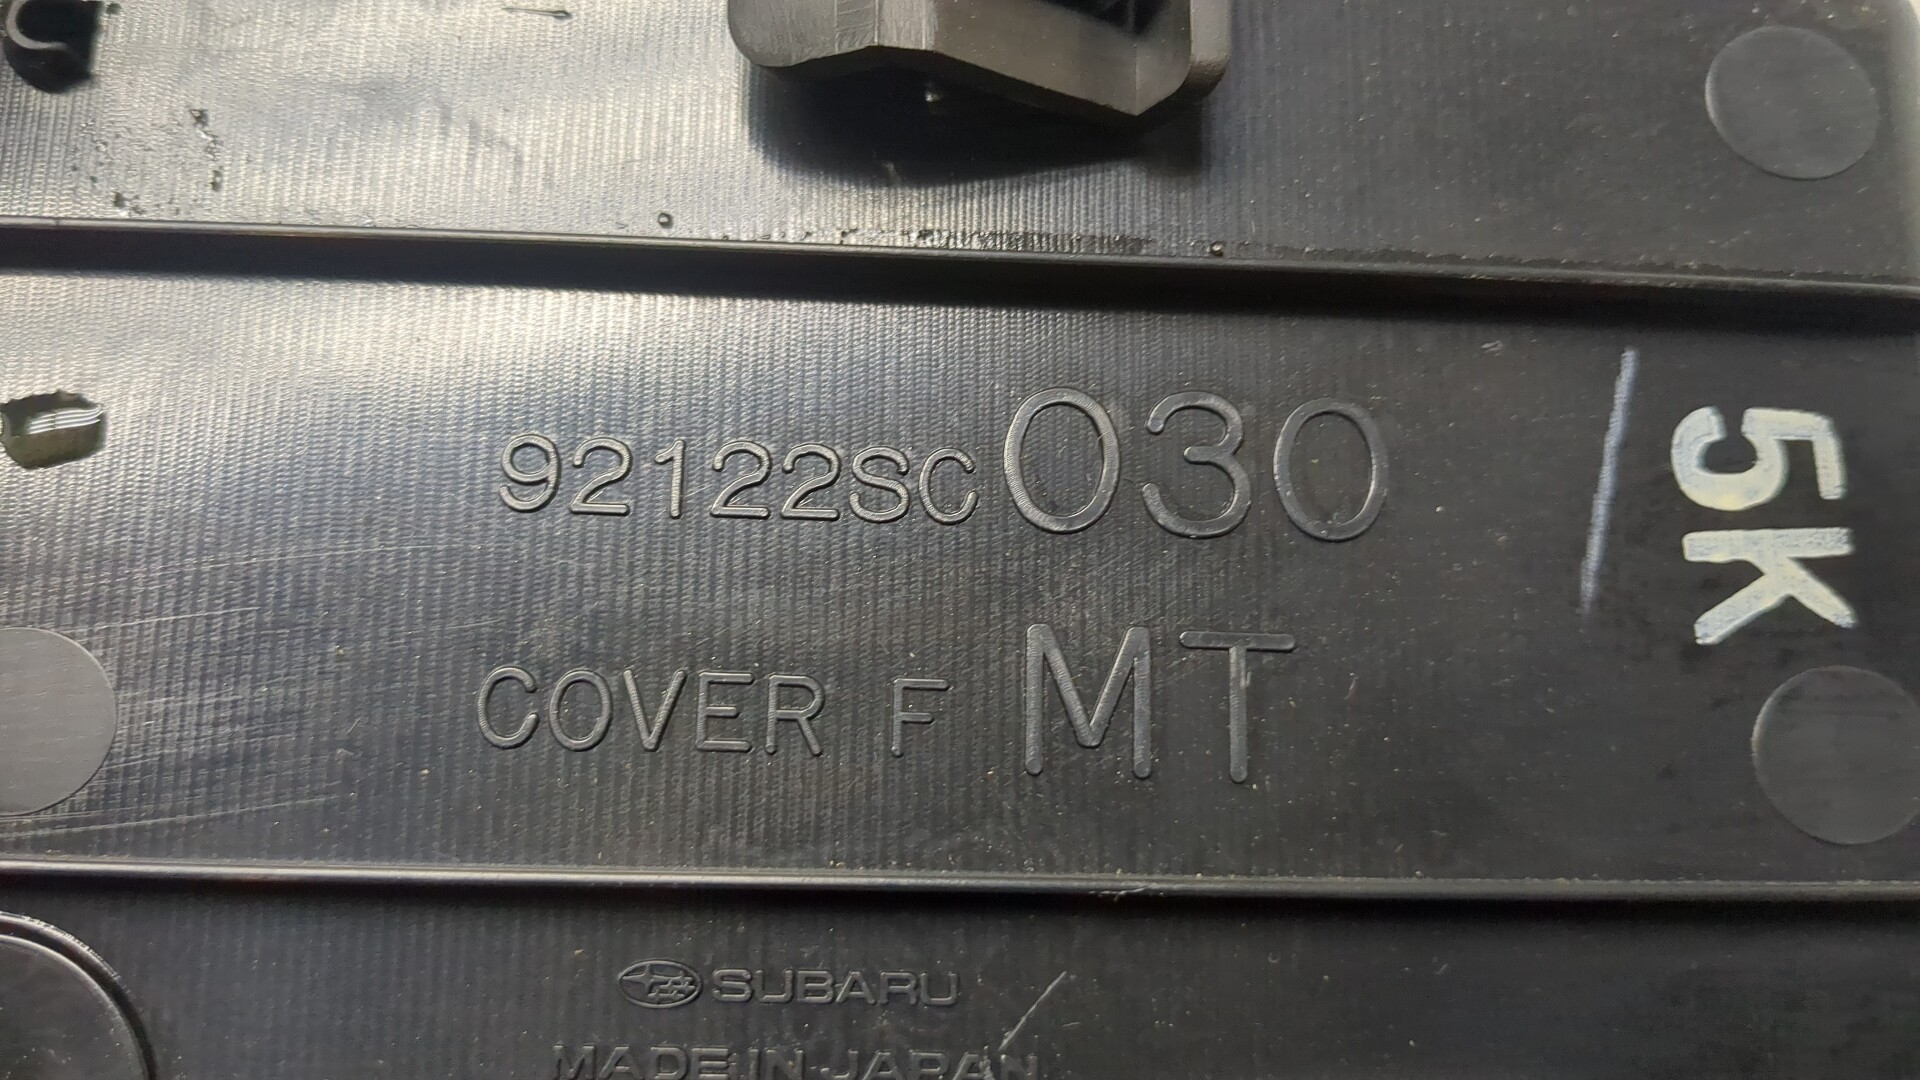 92122SC030
5K
COVER F MT
SUBARU
MADE IN JAPAN